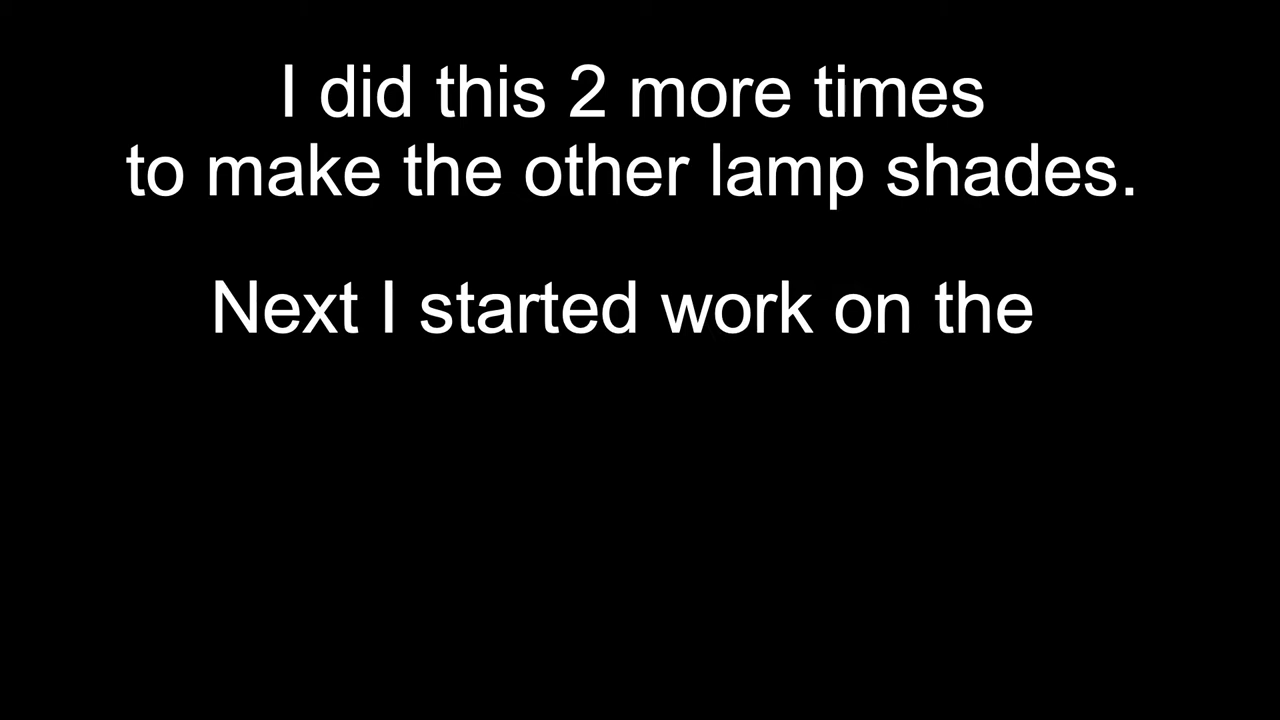 I did this 2 more times
to make the other lamp shades.
Next I started work on the